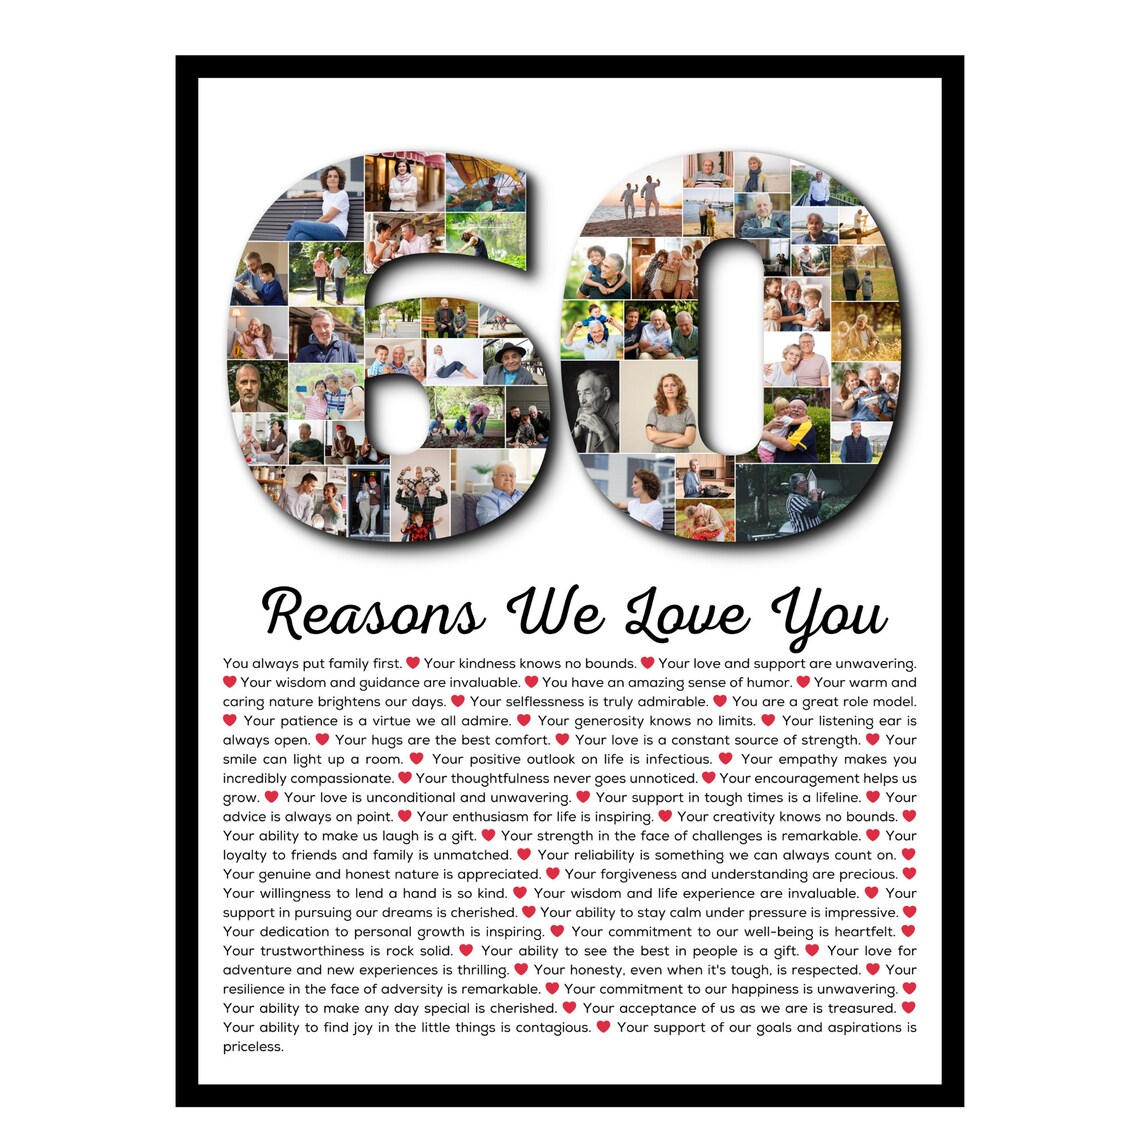 60
Reasons We Love You
You always put family first. ❤ Your kindness knows no bounds. ❤ Your love and support are unwavering.
❤ Your wisdom and guidance are invaluable. ❤ You have an amazing sense of humor. ❤ Your warm and
caring nature brightens our days. ❤ Your selflessness is truly admirable. ❤ You are a great role model.
❤ Your patience is a virtue we all admire. ❤ Your generosity knows no limits. ❤ Your listening ear is
always open. ❤ Your hugs are the best comfort. ❤ Your love is a constant source of strength. ❤ Your
smile can light up a room. ❤ Your positive outlook on life is infectious. ❤ Your empathy makes you
incredibly compassionate. ❤ Your thoughtfulness never goes unnoticed. ❤ Your encouragement helps us
grow. ❤ Your love is unconditional and unwavering. ❤ Your support in tough times is a lifeline. ❤ Your
advice is always on point. ❤ Your enthusiasm for life is inspiring. ❤ Your creativity knows no bounds. ❤
Your ability to make us laugh is a gift. ❤ Your strength in the face of challenges is remarkable. ❤ Your
loyalty to friends and family is unmatched. ❤ Your reliability is something we can always count on. ❤
Your genuine and honest nature is appreciated. ❤ Your forgiveness and understanding are precious. ❤
Your willingness to lend a hand is so kind. ❤ Your wisdom and life experience are invaluable. ❤ Your
support in pursuing our dreams is cherished. ❤ Your ability to stay calm under pressure is impressive. ❤
Your dedication to personal growth is inspiring. ❤ Your commitment to our well-being is heartfelt. ❤
Your trustworthiness is rock solid. ❤ Your ability to see the best in people is a gift. ❤ Your love for
adventure and new experiences is thrilling. ❤ Your honesty, even when it's tough, is respected. ❤ Your
resilience in the face of adversity is remarkable. ❤ Your commitment to our happiness is unwavering. ❤
Your ability to make any day special is cherished. ❤ Your acceptance of us as we are is treasured. ❤
Your ability to find joy in the little things is contagious. ❤ Your support of our goals and aspirations is
priceless.